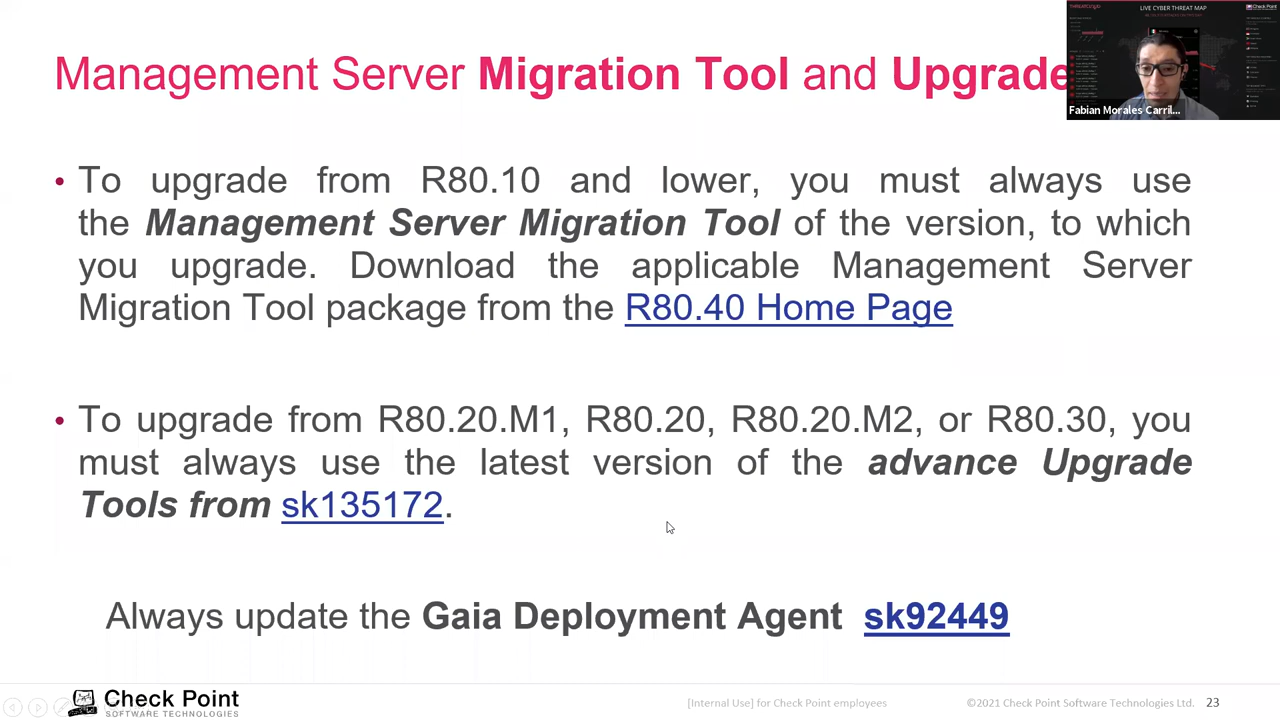 LIVE CYBER THREAT MAP
Check Point
Fabian Morales Carril...
Management Server Migration Tool and Upgrade
• To upgrade from R80.10 and lower, you must always use
the Management Server Migration Tool of the version, to which
you upgrade. Download the applicable Management Server
Migration Tool package from the R80.40 Home Page
• To upgrade from R80.20.M1, R80.20, R80.20.M2, or R80.30, you
must always use the latest version of the advance Upgrade
Tools from sk135172.
Always update the Gaia Deployment Agent sk92449
Check Point
SOFTWARE TECHNOLOGIES
[Internal Use] for Check Point employees
©2021 Check Point Software Technologies Ltd. 23